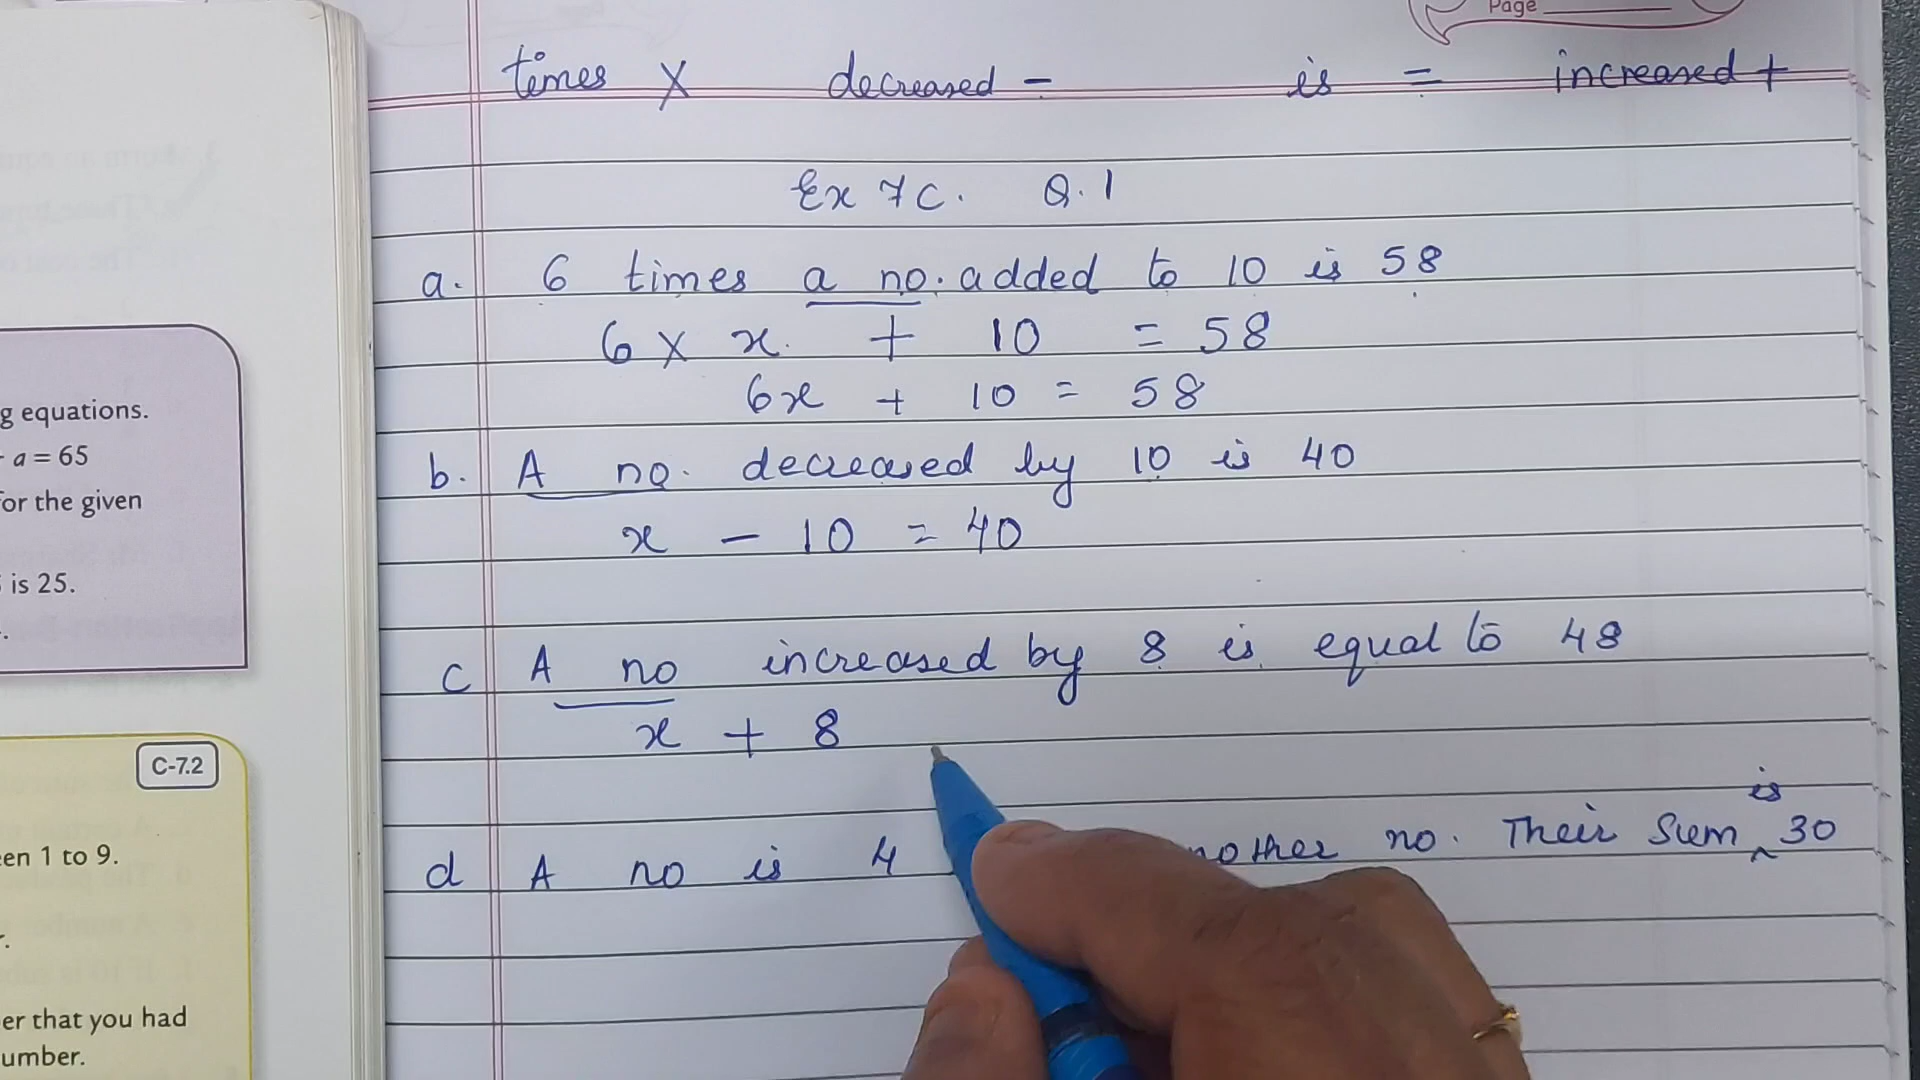 Page
times X decreased - is = increased +
Ex 7C. Q.1
a. 6 times a no. added to 10 is 58
6 X x + 10 = 58
6x + 10 = 58
b. A no. decreased by 10 is 40
x - 10 = 40
c A no increased by 8 is equal to 48
x + 8
is
d A no is 4 no. Their Sum ^ 30
g equations.
a = 65
for the given
is 25.
C-7.2
en 1 to 9.
er that you had
umber.